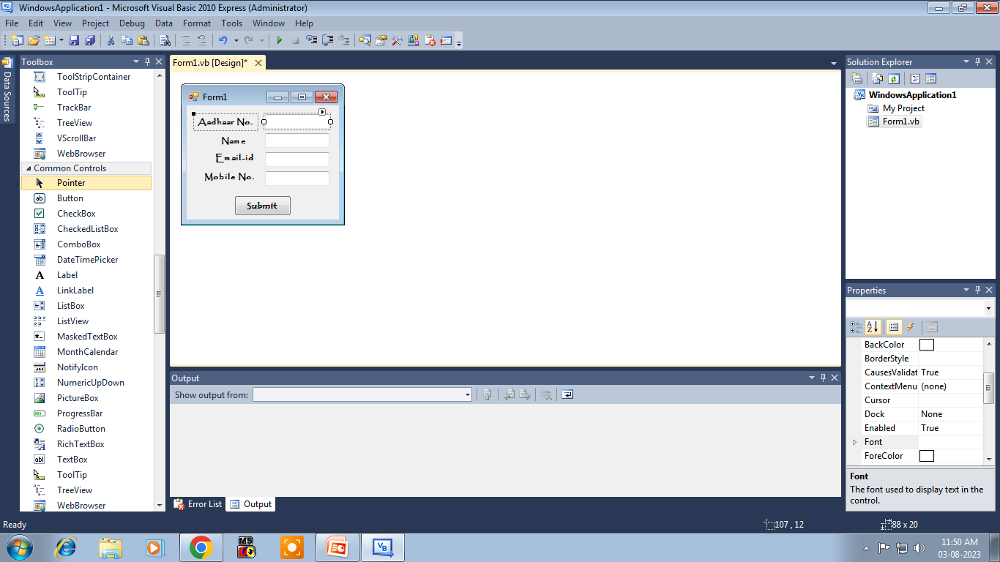 WindowsApplication1 - Microsoft Visual Basic 2010 Express (Administrator)
File Edit View Project Debug Data Format Tools Window Help
Data Sources
Toolbox
ToolStripContainer
ToolTip
TrackBar
TreeView
VScrollBar
WebBrowser
Common Controls
Pointer
Button
CheckBox
CheckedListBox
ComboBox
DateTimePicker
Label
LinkLabel
ListBox
ListView
MaskedTextBox
MonthCalendar
NotifyIcon
NumericUpDown
PictureBox
ProgressBar
RadioButton
RichTextBox
TextBox
ToolTip
TreeView
WebBrowser
Form1.vb [Design]*
Form1
Aadhaar No.
Name
Email-id
Mobile No.
Submit
Output
Show output from:
Error List Output
Solution Explorer
WindowsApplication1
My Project
Form1.vb
Properties
BackColor
BorderStyle
CausesValidat True
ContextMenu (none)
Cursor
Dock None
Enabled True
Font
ForeColor
Font
The font used to display text in the
control.
Ready 107 , 12 88 x 20
11:50 AM
03-08-2023